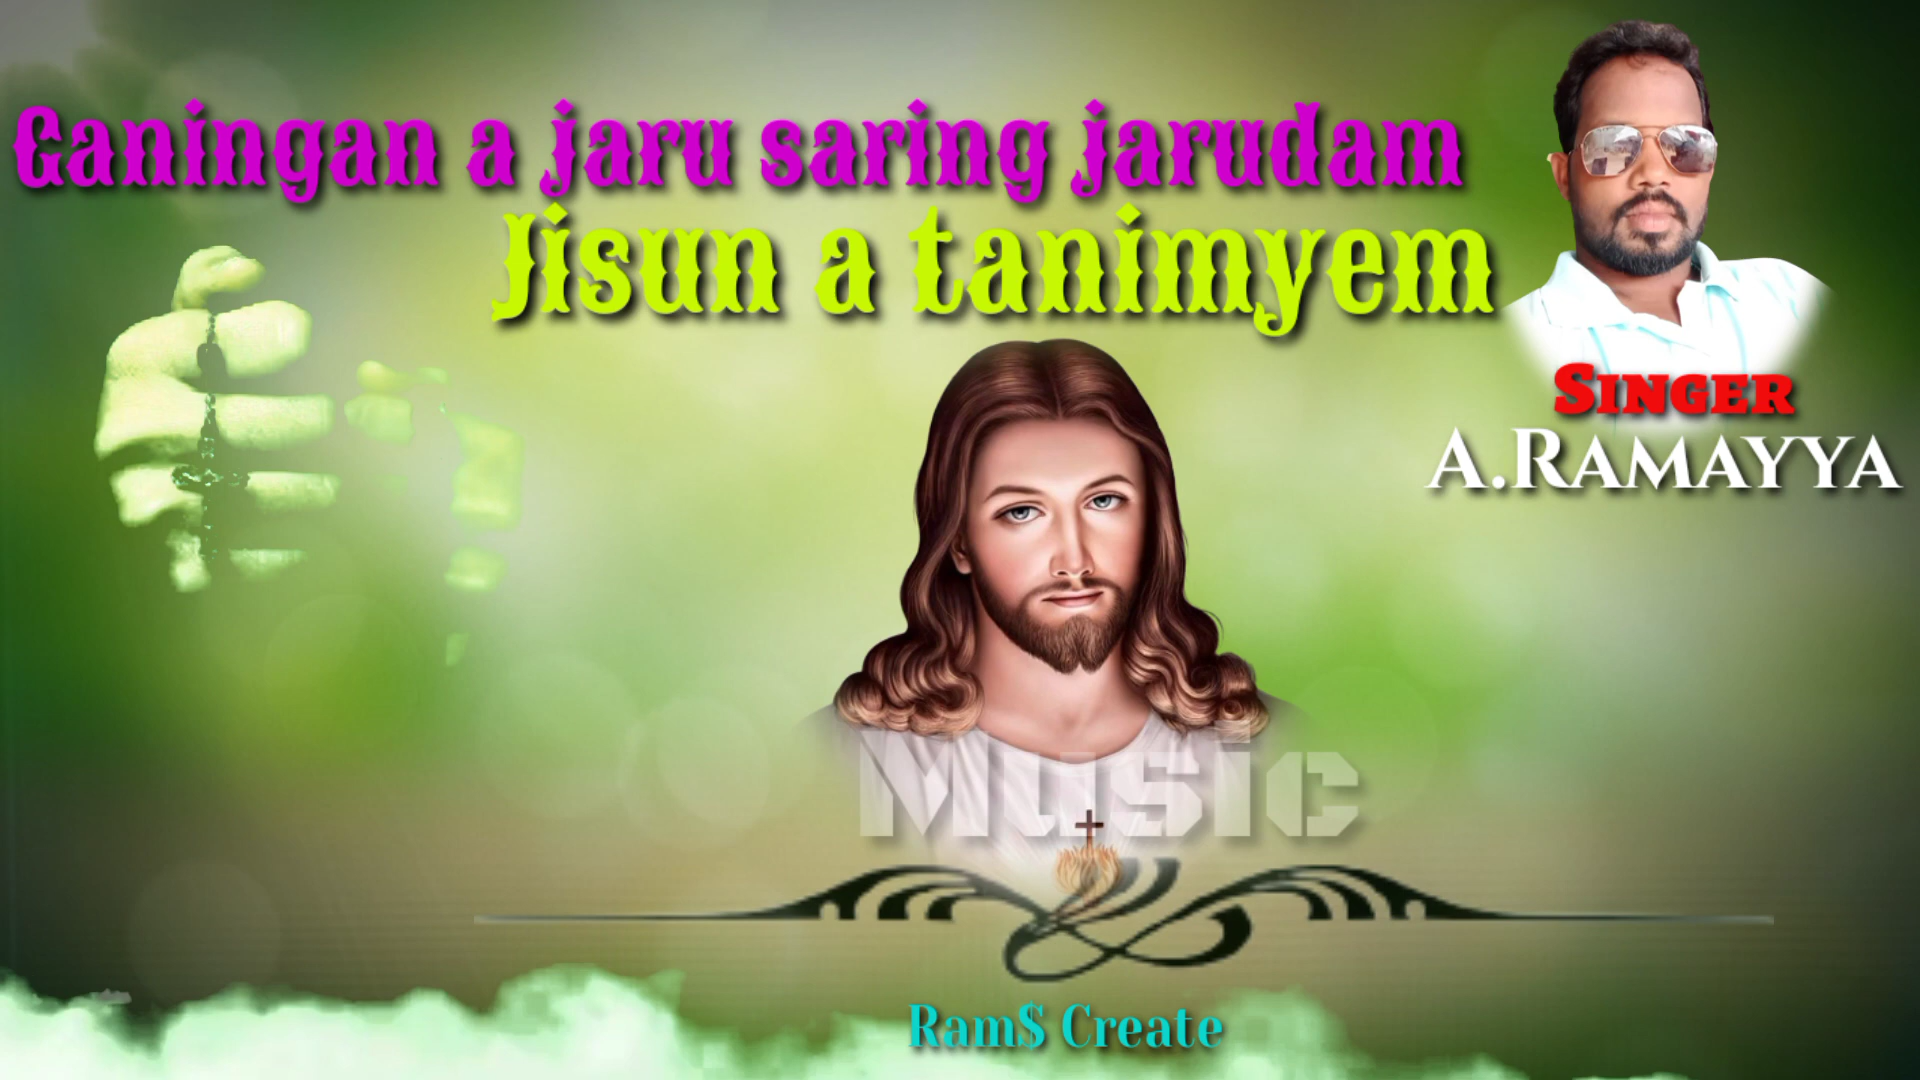 Ganingan a jaru saring jarudam
Jisun a tanimyem
SINGER
A.RAMAYYA
Music
Ram$ Create